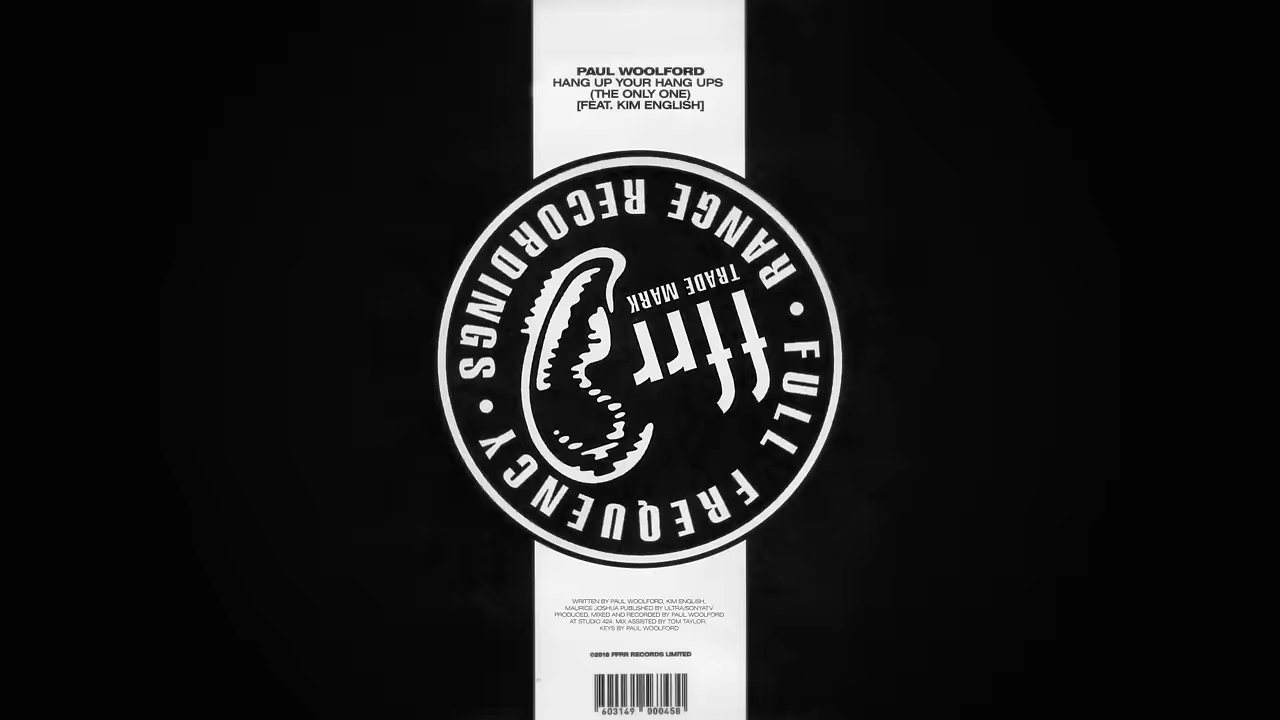 PAUL WOOLFORD
HANG UP YOUR HANG UPS
(THE ONLY ONE)
[FEAT. KIM ENGLISH]
FULL FREQUENCY • RANGE RECORDINGS •
ffrr
TRADE MARK
WRITTEN BY PAUL WOOLFORD, KIM ENGLISH,
MAURICE JOSHUA PUBLISHED BY ULTRA/SONYATV
PRODUCED, MIXED AND RECORDED BY PAUL WOOLFORD
AT STUDIO 424. MIX ASSISTED BY TOM TAYLOR.
KEYS BY PAUL WOOLFORD
©2018 FFRR RECORDS LIMITED
603149 000458